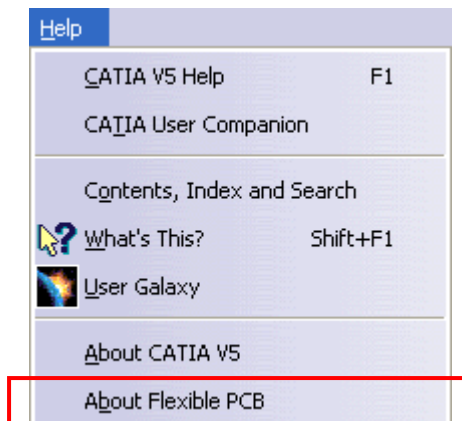 Help
CATIA V5 Help F1
CATIA User Companion
Contents, Index and Search
What's This? Shift+F1
User Galaxy
About CATIA V5
About Flexible PCB